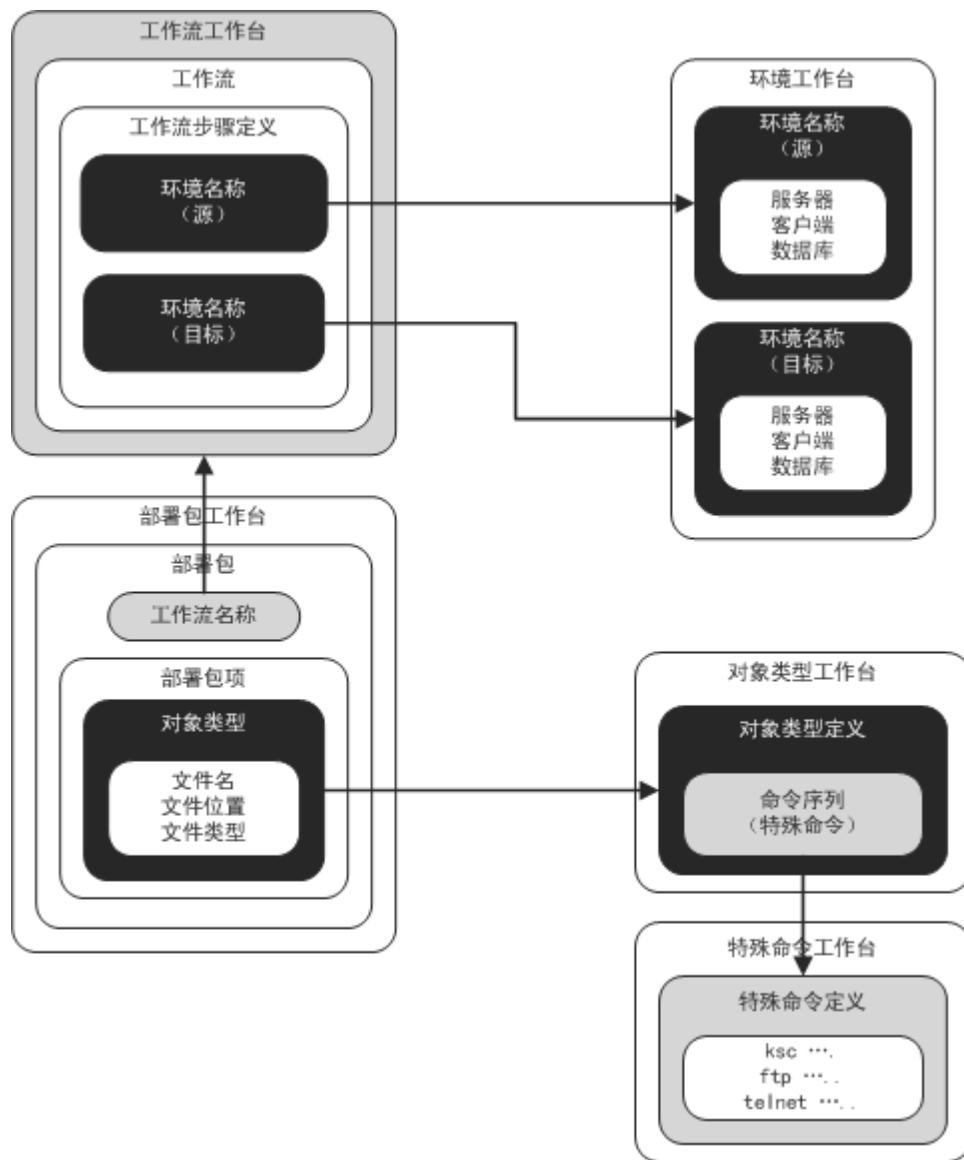 工作流工作台
工作流
工作流步骤定义
环境名称
（源）
环境名称
（目标）
环境工作台
环境名称
（源）
服务器
客户端
数据库
环境名称
（目标）
服务器
客户端
数据库
部署包工作台
部署包
工作流名称
部署包项
对象类型
文件名
文件位置
文件类型
对象类型工作台
对象类型定义
命令序列
（特殊命令）
特殊命令工作台
特殊命令定义
ksc ….
ftp …..
telnet …..